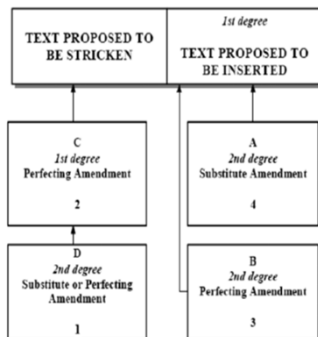 1st degree
TEXT PROPOSED TO
BE STRICKEN
TEXT PROPOSED TO
BE INSERTED
C
1st degree
Perfecting Amendment
2
A
2nd degree
Substitute Amendment
4
D
2nd degree
Substitute or Perfecting
Amendment
1
B
2nd degree
Perfecting Amendment
3